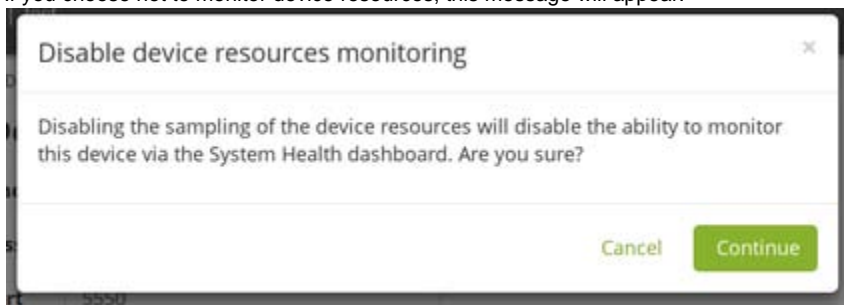 If you choose not to monitor device resources, this message will appear.
Disable device resources monitoring
×
Disabling the sampling of the device resources will disable the ability to monitor
this device via the System Health dashboard. Are you sure?
Cancel
Continue
5550